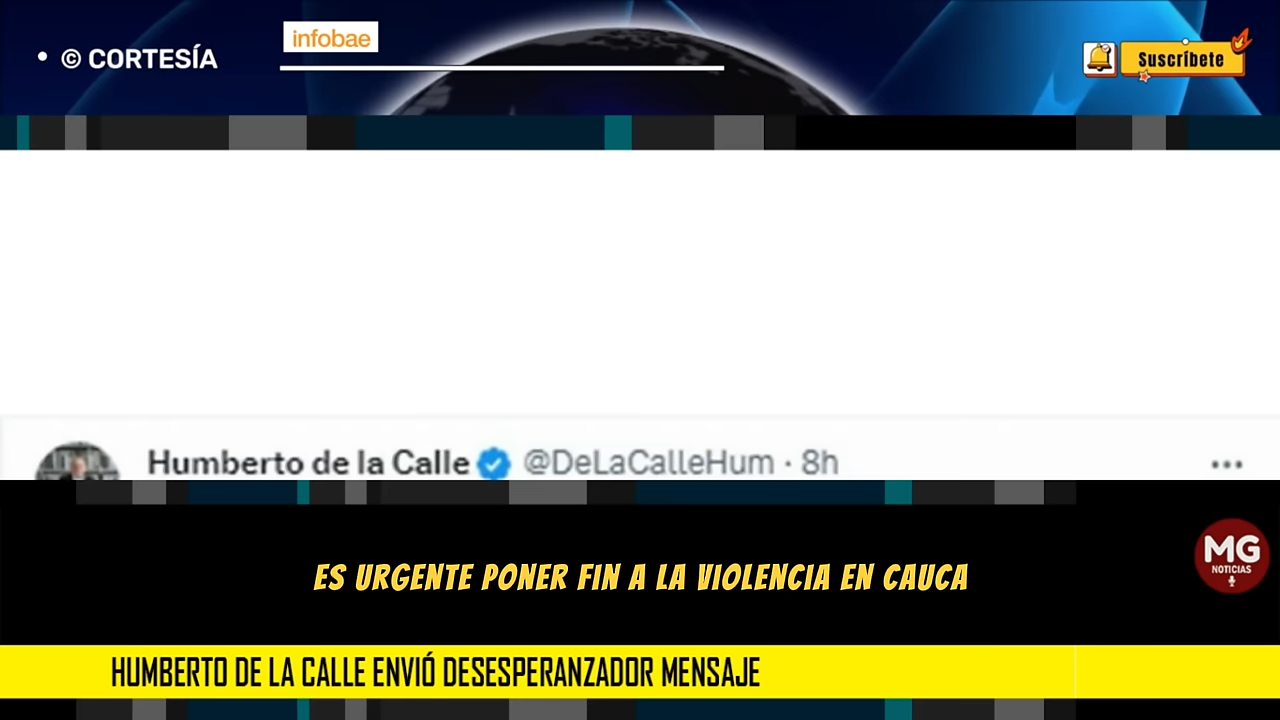 infobae
© CORTESÍA
Suscríbete
Humberto de la Calle @DeLaCalleHum · 8h
ES URGENTE PONER FIN A LA VIOLENCIA EN CAUCA
MG
NOTICIAS
HUMBERTO DE LA CALLE ENVIÓ DESESPERANZADOR MENSAJE